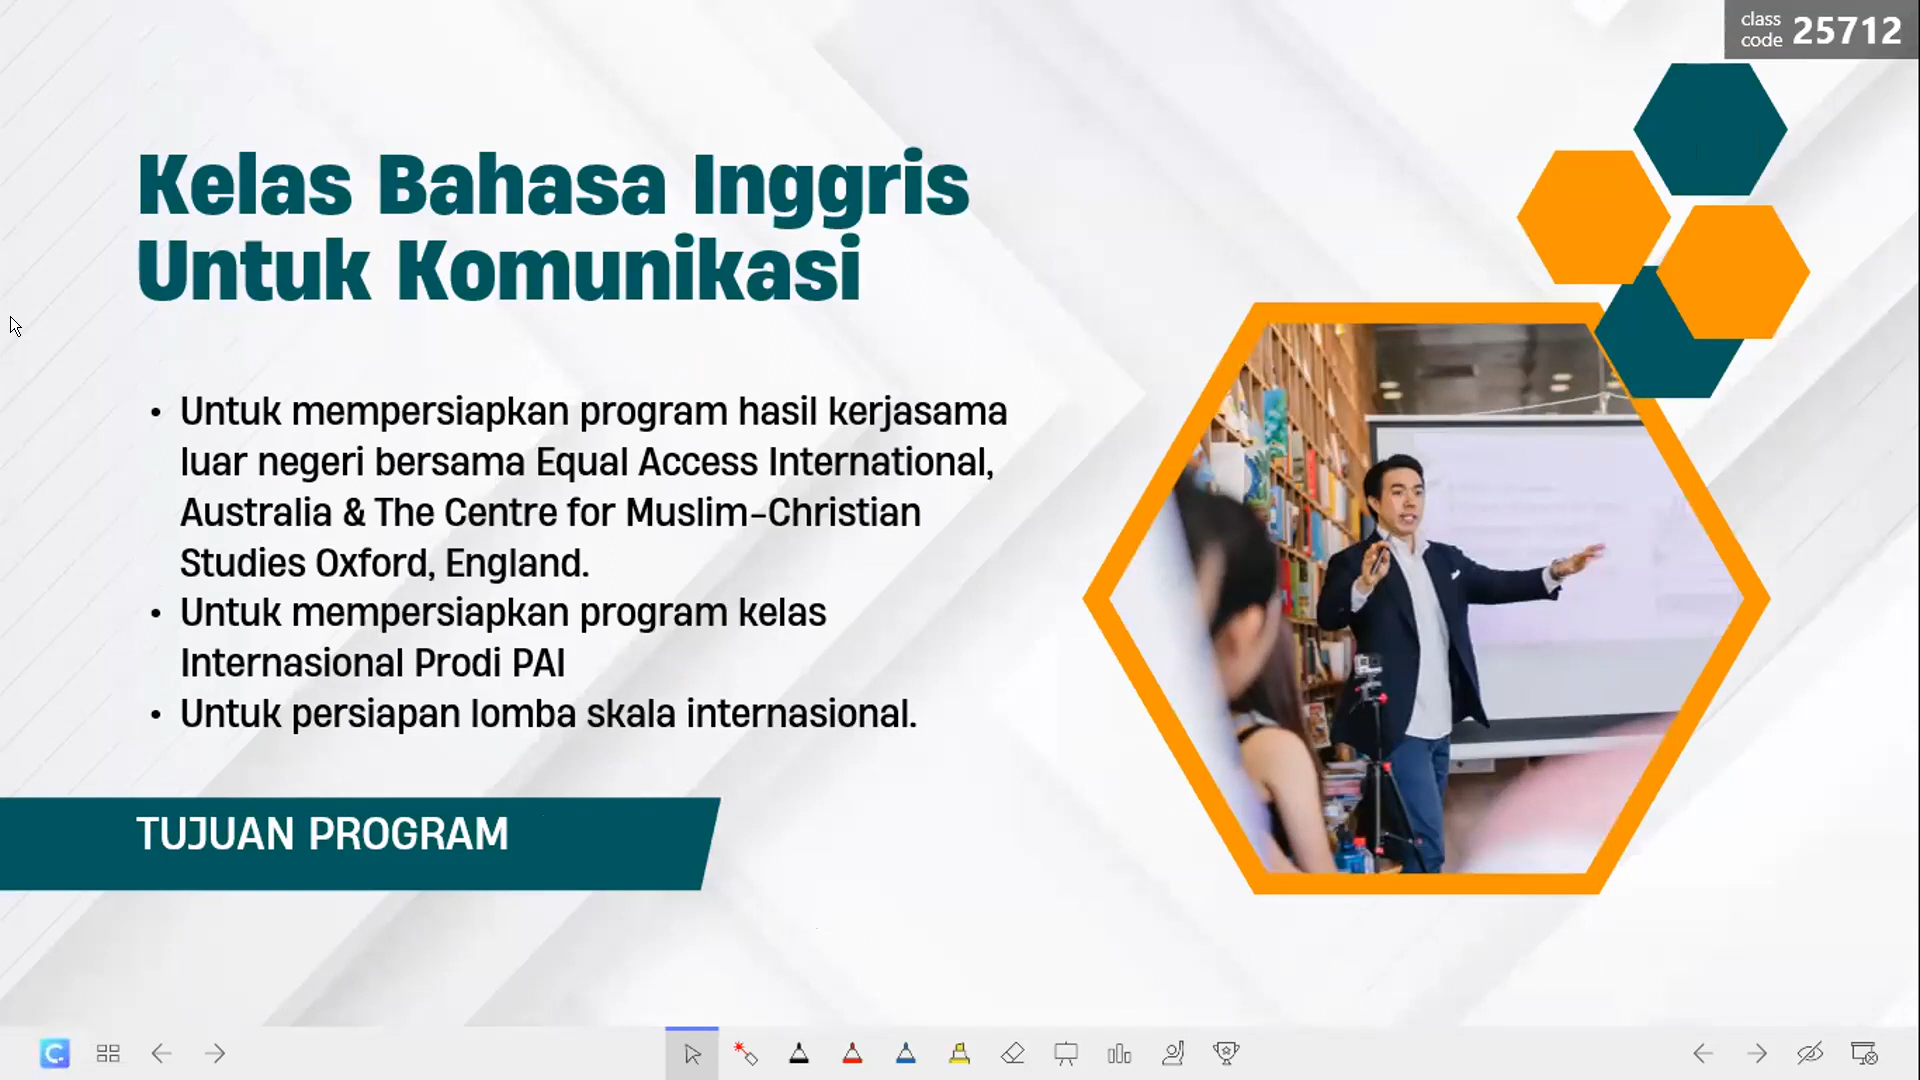 class
code 25712
Kelas Bahasa Inggris
Untuk Komunikasi
• Untuk mempersiapkan program hasil kerjasama
luar negeri bersama Equal Access International,
Australia & The Centre for Muslim-Christian
Studies Oxford, England.
• Untuk mempersiapkan program kelas
Internasional Prodi PAI
• Untuk persiapan lomba skala internasional.
TUJUAN PROGRAM